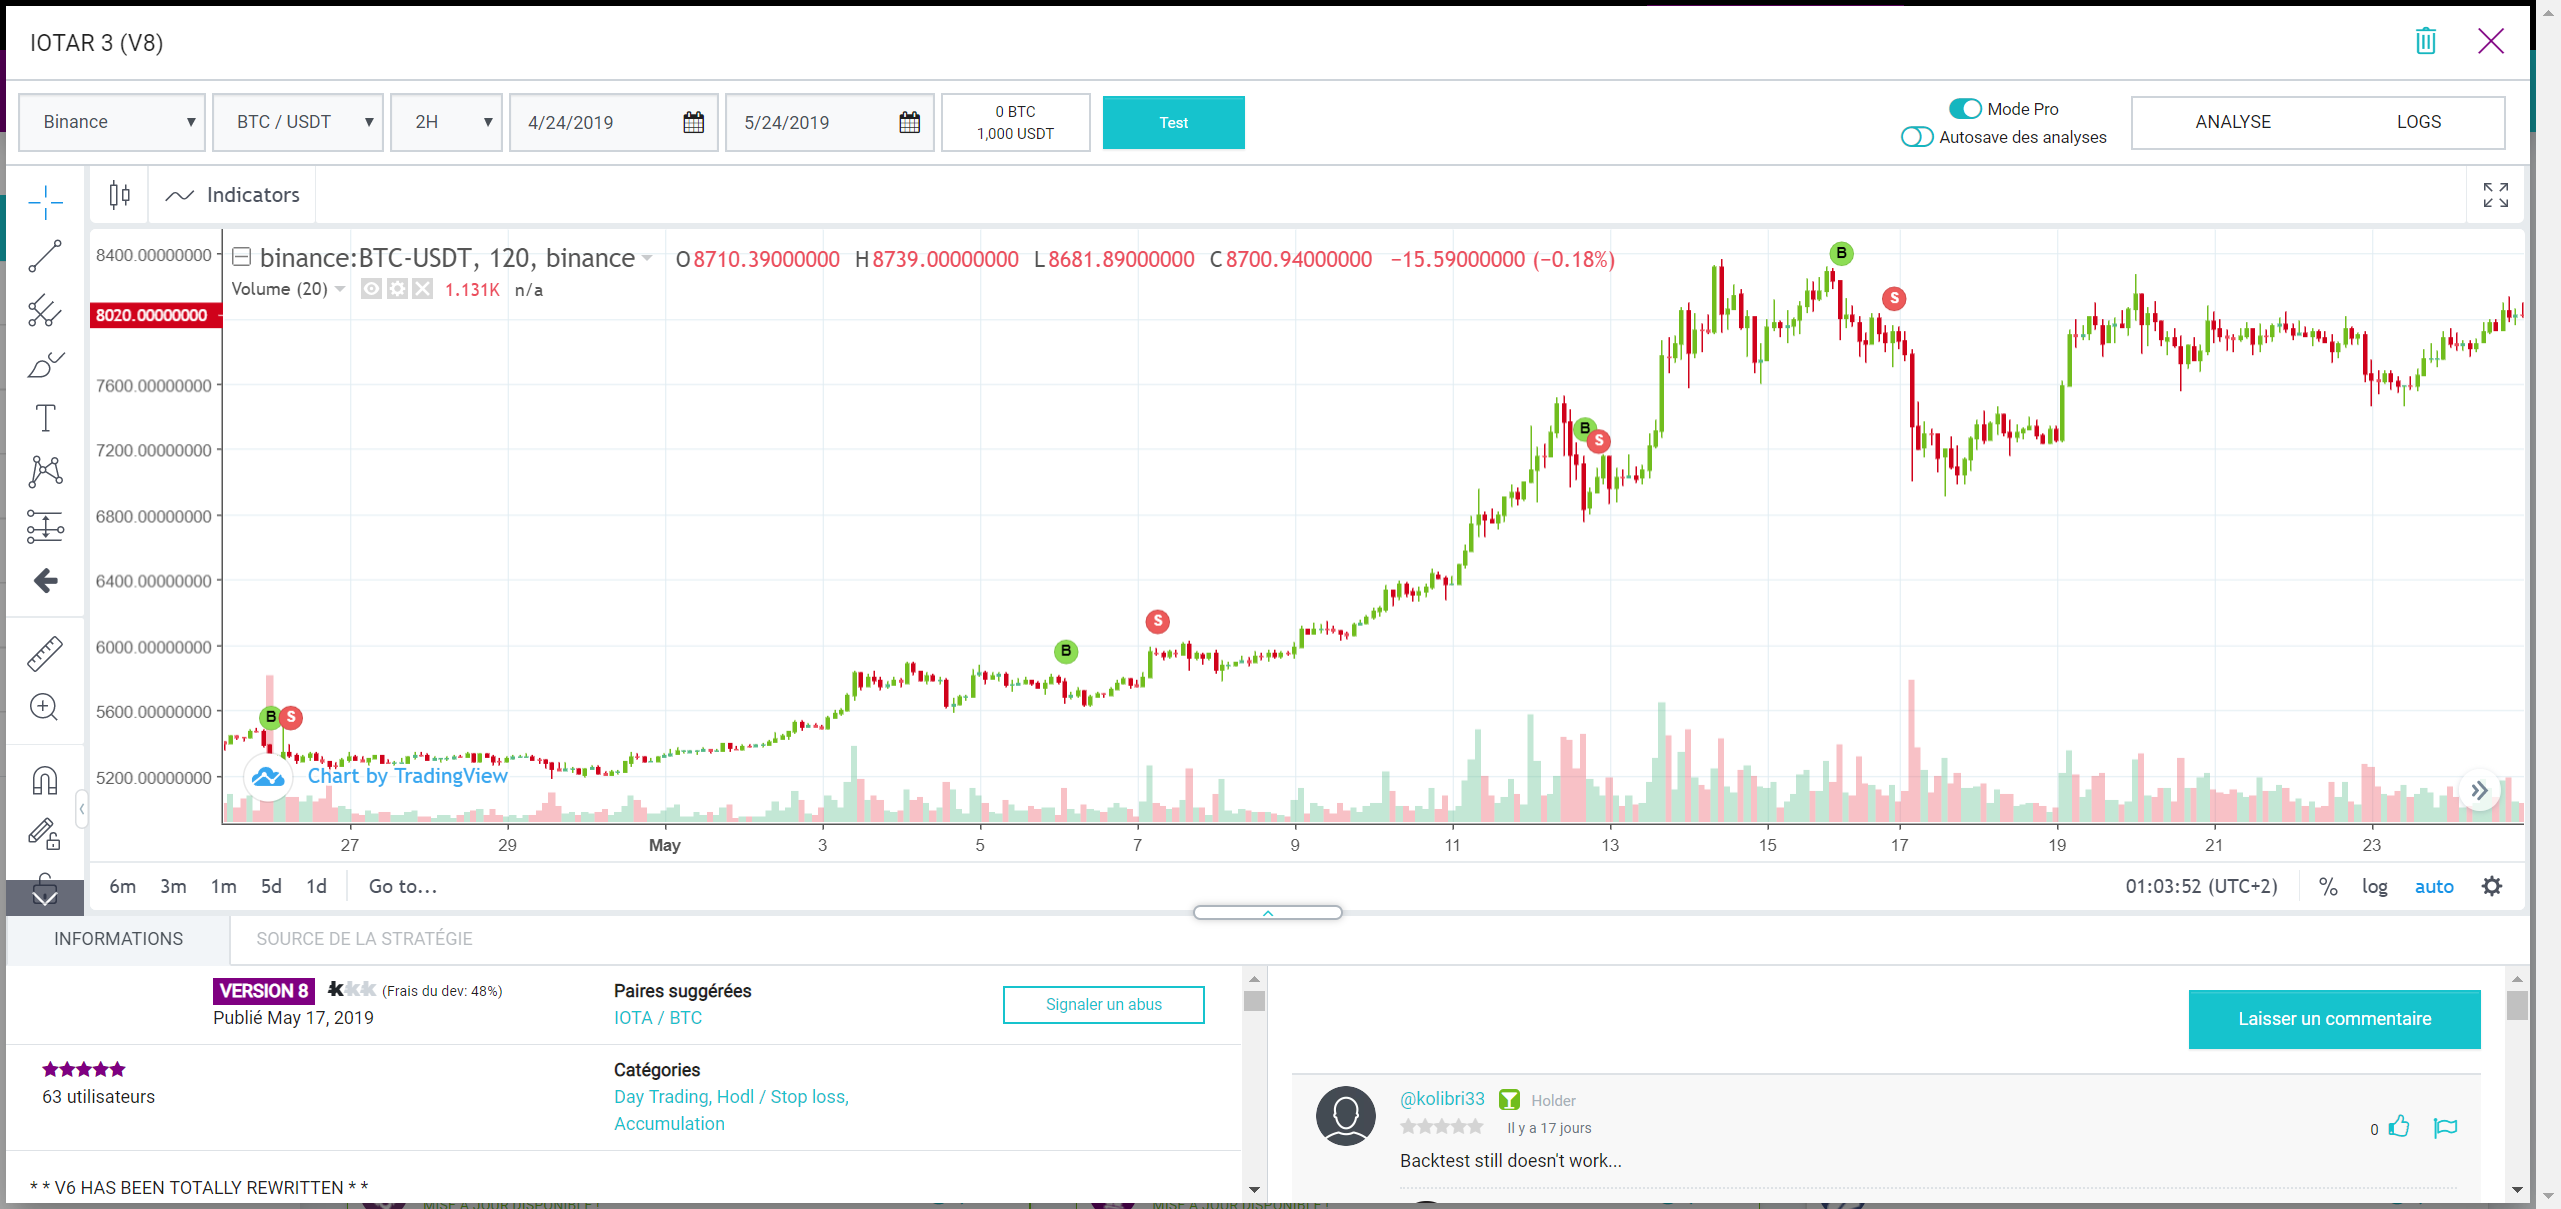 IOTAR 3 (V8)
Binance
BTC / USDT
2H
4/24/2019
5/24/2019
0 BTC
1,000 USDT
Test
Mode Pro
Autosave des analyses
ANALYSE
LOGS
Indicators
binance:BTC-USDT, 120, binance O8710.39000000 H8739.00000000 L8681.89000000 C8700.94000000 −15.59000000 (−0.18%)
Volume (20) 1.131K n/a
8400.00000000
8020.00000000
7600.00000000
7200.00000000
6800.00000000
6400.00000000
6000.00000000
5600.00000000
5200.00000000
B
S
B
S
B
S
B
S
Chart by TradingView
27 29 May 3 5 7 9 11 13 15 17 19 21 23
6m 3m 1m 5d 1d Go to...
01:03:52 (UTC+2) % log auto
INFORMATIONS
SOURCE DE LA STRATÉGIE
VERSION 8 kkk (Frais du dev: 48%)
Publié May 17, 2019
Paires suggérées
IOTA / BTC
Signaler un abus
63 utilisateurs
Catégories
Day Trading, Hodl / Stop loss,
Accumulation
* * V6 HAS BEEN TOTALLY REWRITTEN * *
Laisser un commentaire
@kolibri33 Holder
Il y a 17 jours
0
Backtest still doesn't work...
MISE À JOUR DISPONIBLE !
MISE À JOUR DISPONIBLE !